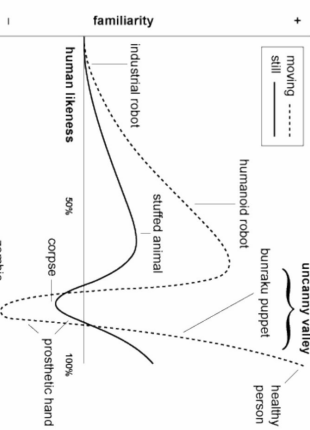 − familiarity +
moving
still
uncanny valley
industrial robot
humanoid robot
bunraku puppet
healthy
person
human likeness
50%
100%
stuffed animal
corpse
prosthetic hand